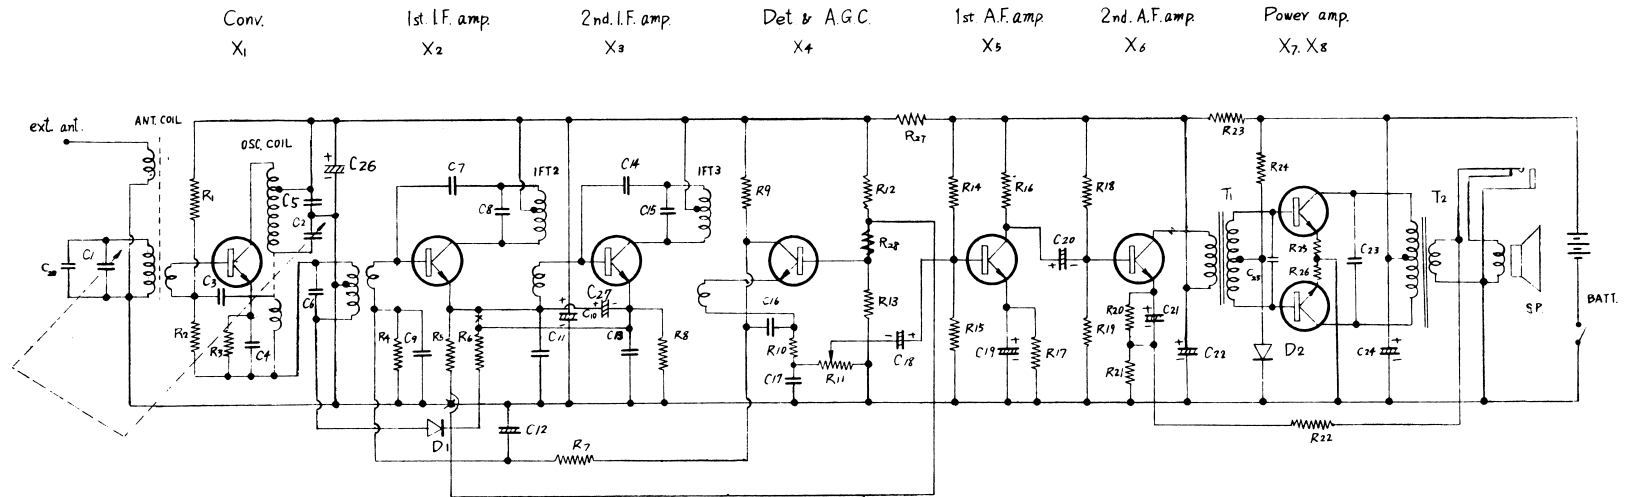 Conv. 1st. I.F. amp. 2nd. I.F. amp. Det & A.G.C. 1st A.F. amp. 2nd. A.F. amp. Power amp.
X1 X2 X3 X4 X5 X6 X7. X8
ext. ant. ANT. COIL
OSC. COIL
R27 R23
C26 C7 C14 R24
1FT2 1FT3
R1 C5 C8 C15 R9 R12 R14 R16 R18 T1 T2
C2
C1 R28 C20 R25 C23
C3 C25 R26
C6 C27 C16 R13 S.P. BATT.
C10
R2 R3 C4 R4 C9 R5 R6 C11 C13 R8 R10 C18 R15 C19 R17 R19 R20 C21 C22 D2 C24
C17 R11 R21
D1 C12 R7 R22